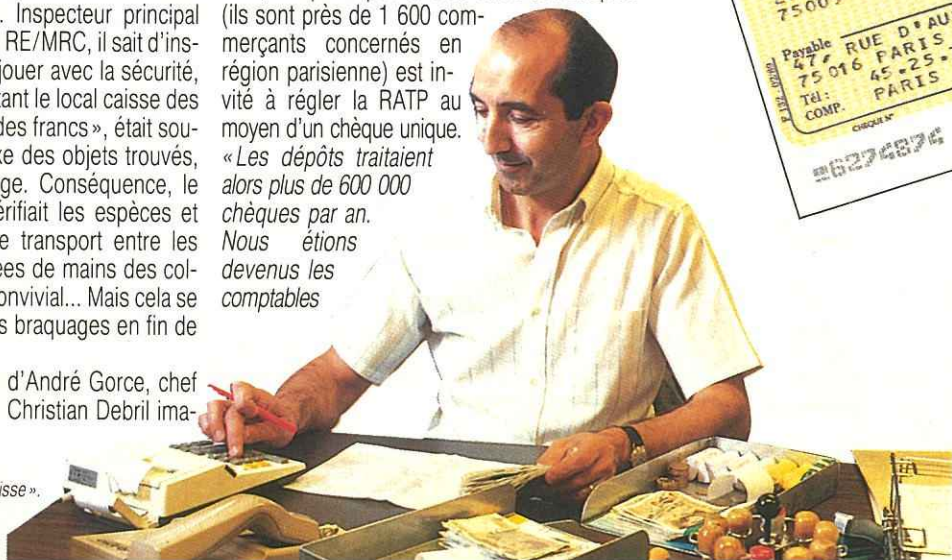 . Inspecteur principal
RE/MRC, il sait d'ins-
jouer avec la sécurité,
tant le local caisse des
des francs», était sou-
xe des objets trouvés,
ge. Conséquence, le
érifiait les espèces et
e transport entre les
ées de mains des col-
onvivial... Mais cela se
s braquages en fin de
d'André Gorce, chef
Christian Debril ima-
isse».
(ils sont près de 1 600 com-
merçants concernés en
région parisienne) est in-
vité à régler la RATP au
moyen d'un chèque unique.
«Les dépôts traitaient
alors plus de 600 000
chèques par an.
Nous étions
devenus les
comptables
7500
Payable
47, RUE D'AU
75016 PARIS
Tél: 45.25.
COMP. PARIS
CHEQUE N°
6224824